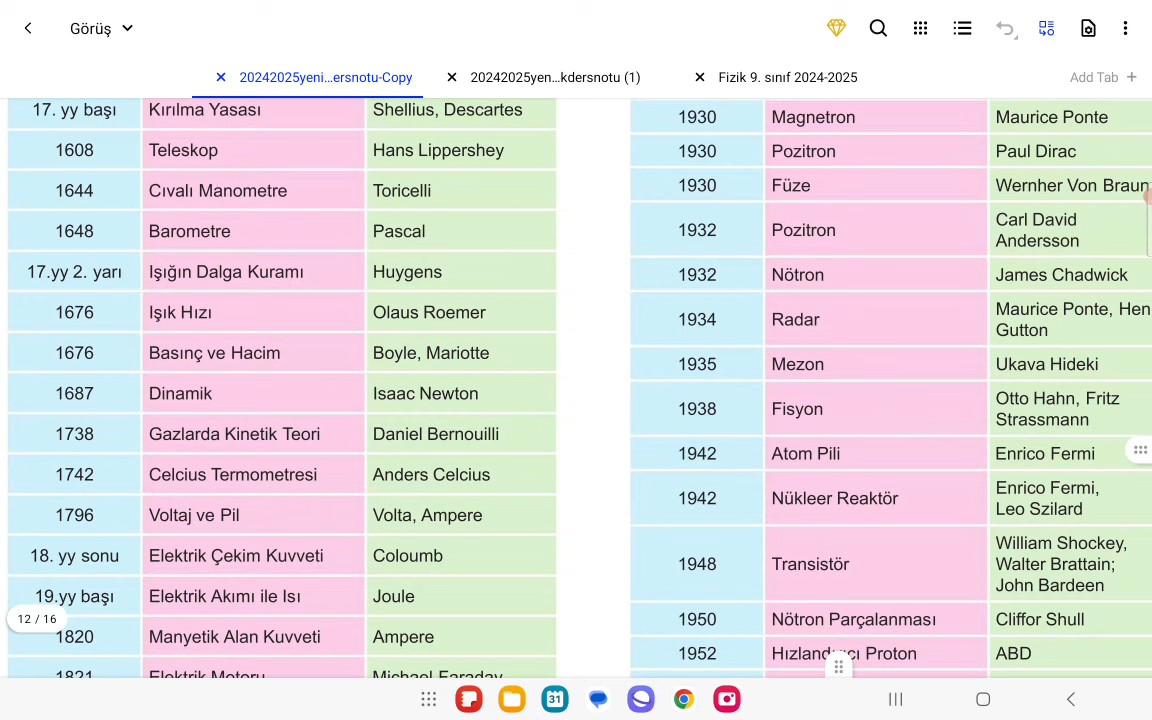 Görüş
20242025yeni...ersnotu-Copy
20242025yen...kdersnotu (1)
Fizik 9. sınıf 2024-2025
Add Tab +
17. yy başı Kırılma Yasası Shellius, Descartes
1608 Teleskop Hans Lippershey
1644 Cıvalı Manometre Toricelli
1648 Barometre Pascal
17.yy 2. yarı Işığın Dalga Kuramı Huygens
1676 Işık Hızı Olaus Roemer
1676 Basınç ve Hacim Boyle, Mariotte
1687 Dinamik Isaac Newton
1738 Gazlarda Kinetik Teori Daniel Bernouilli
1742 Celcius Termometresi Anders Celcius
1796 Voltaj ve Pil Volta, Ampere
18. yy sonu Elektrik Çekim Kuvveti Coloumb
19.yy başı Elektrik Akımı ile Isı Joule
12 / 16
1820 Manyetik Alan Kuvveti Ampere
1821 Elektrik Motoru Michael Faraday
1930 Magnetron Maurice Ponte
1930 Pozitron Paul Dirac
1930 Füze Wernher Von Braun
1932 Pozitron Carl David
Andersson
1932 Nötron James Chadwick
1934 Radar Maurice Ponte, Hen
Gutton
1935 Mezon Ukava Hideki
1938 Fisyon Otto Hahn, Fritz
Strassmann
1942 Atom Pili Enrico Fermi
1942 Nükleer Reaktör Enrico Fermi,
Leo Szilard
1948 Transistör William Shockey,
Walter Brattain;
John Bardeen
1950 Nötron Parçalanması Cliffor Shull
1952 Proton ABD
31